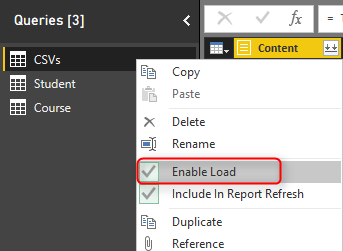 Queries [3]
CSVs
Student
Course
fx
=
Content
Copy
Paste
Delete
Rename
Enable Load
Include In Report Refresh
Duplicate
Reference